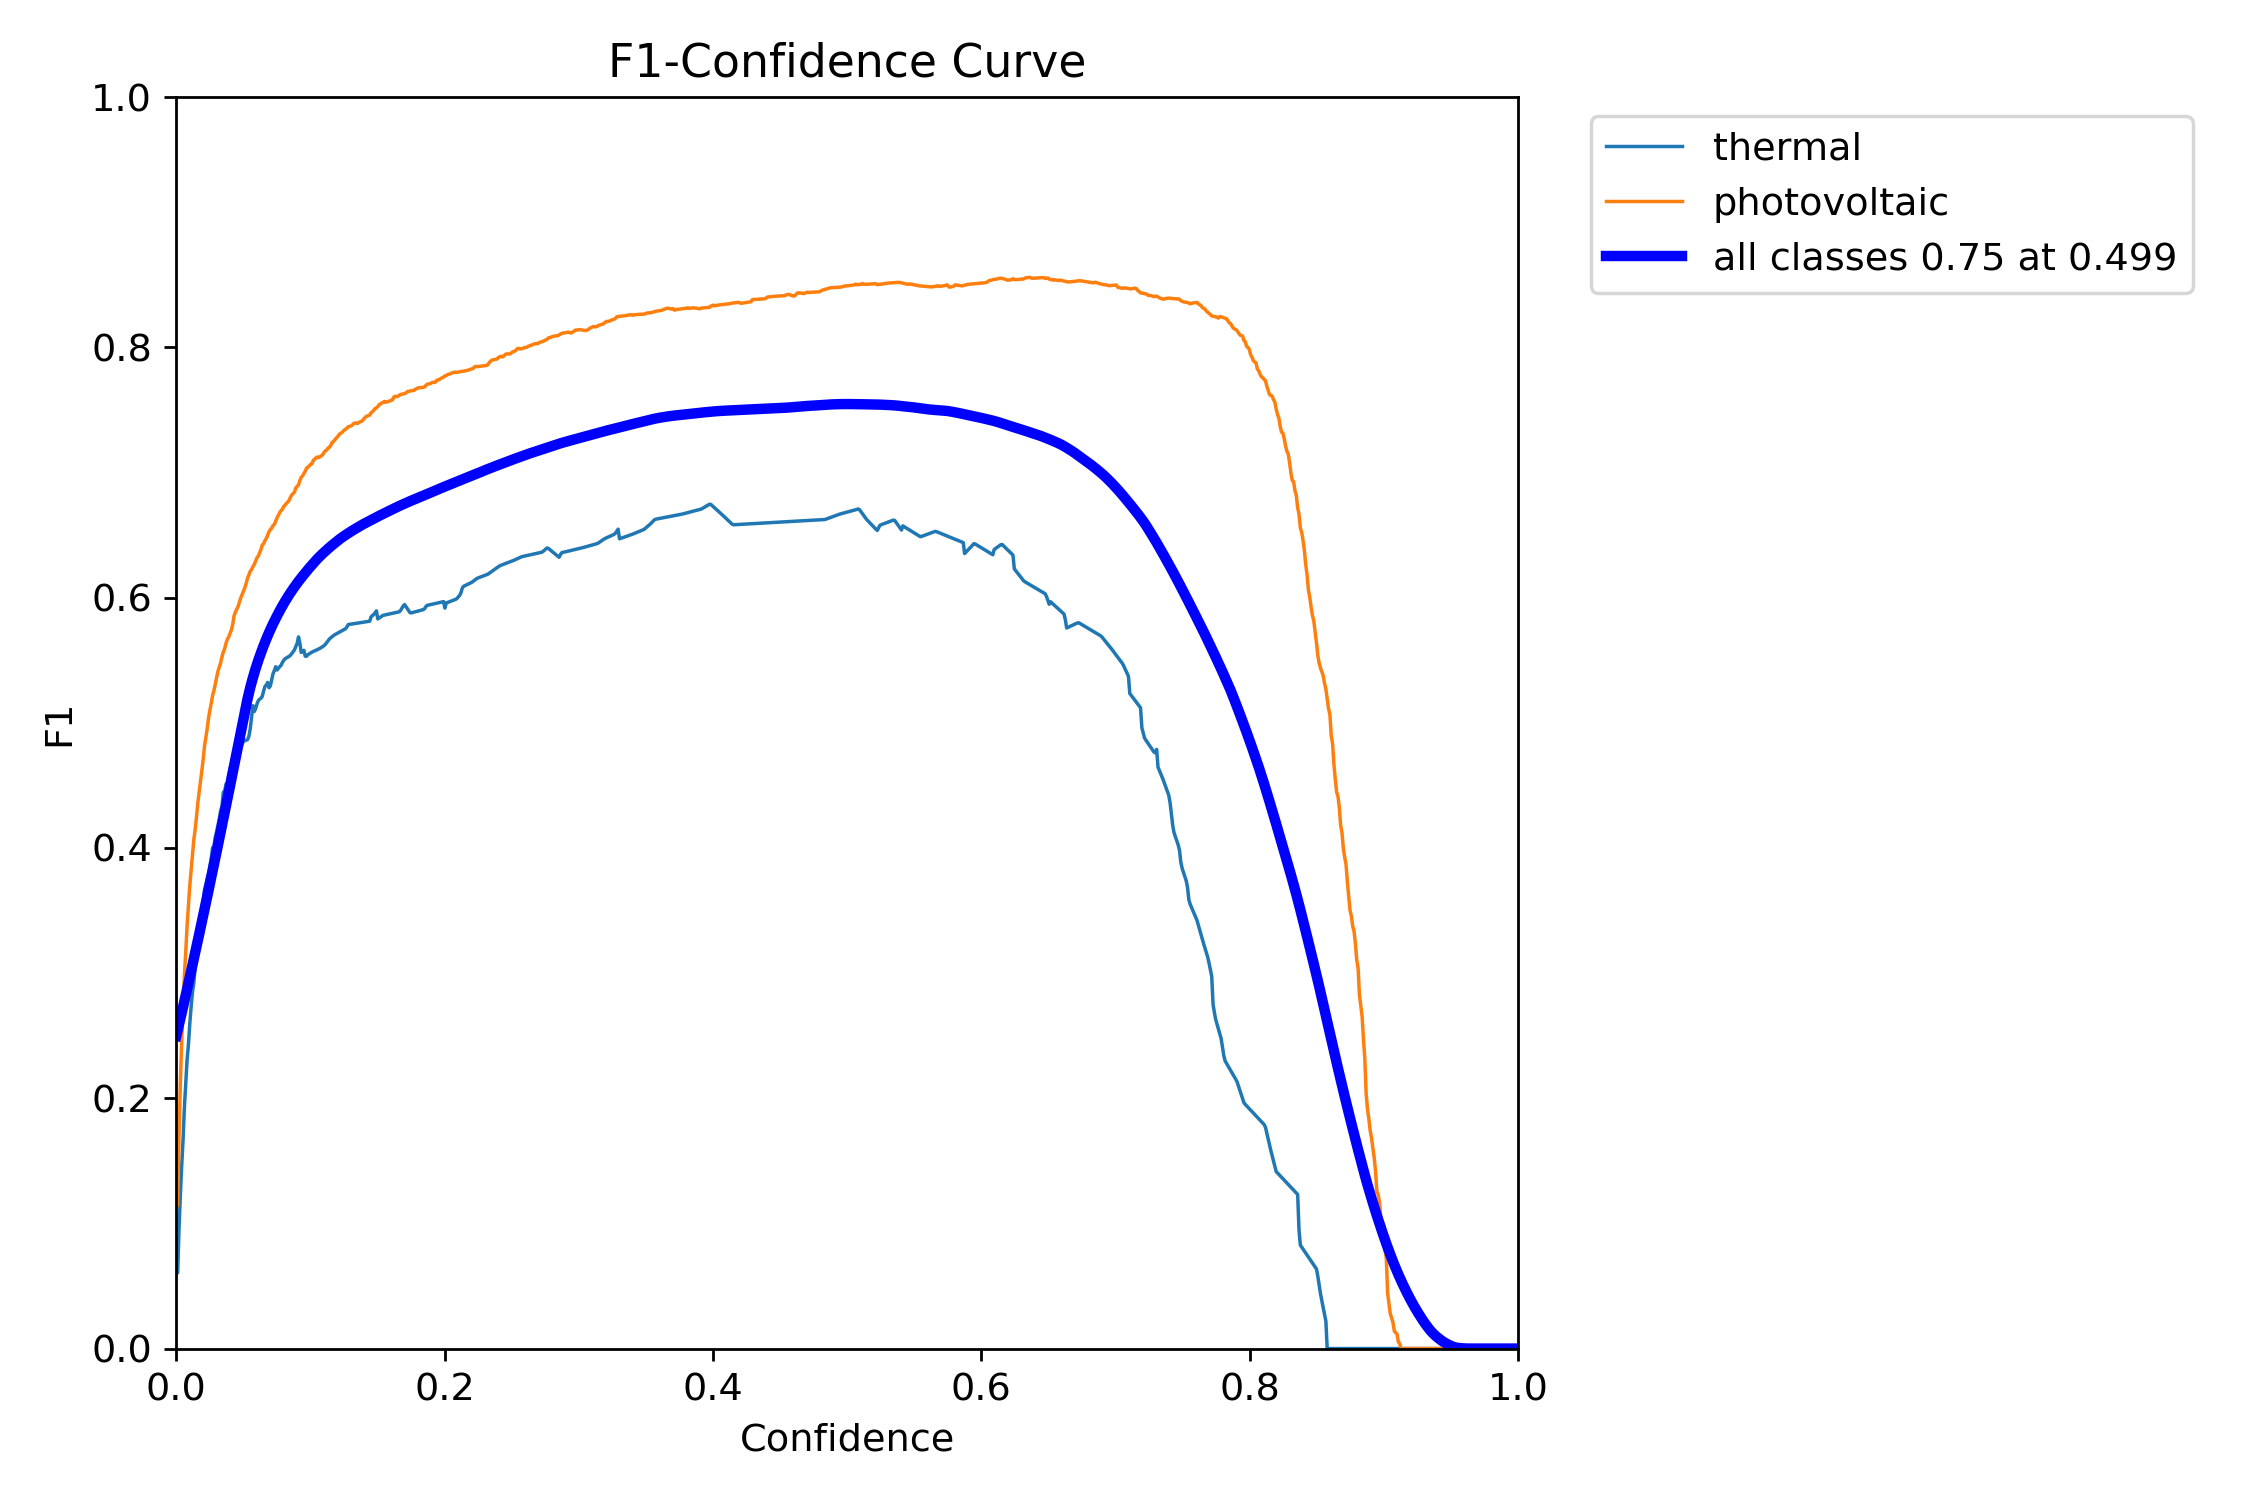 F1-Confidence Curve
1.0
0.8
0.6
0.4
0.2
0.0
F1
0.0 0.2 0.4 0.6 0.8 1.0
Confidence
thermal
photovoltaic
all classes 0.75 at 0.499